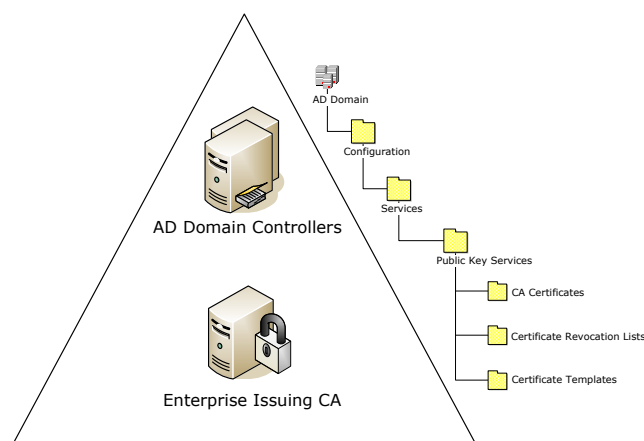 AD Domain
Configuration
Services
AD Domain Controllers
Public Key Services
CA Certificates
Certificate Revocation Lists
Certificate Templates
Enterprise Issuing CA